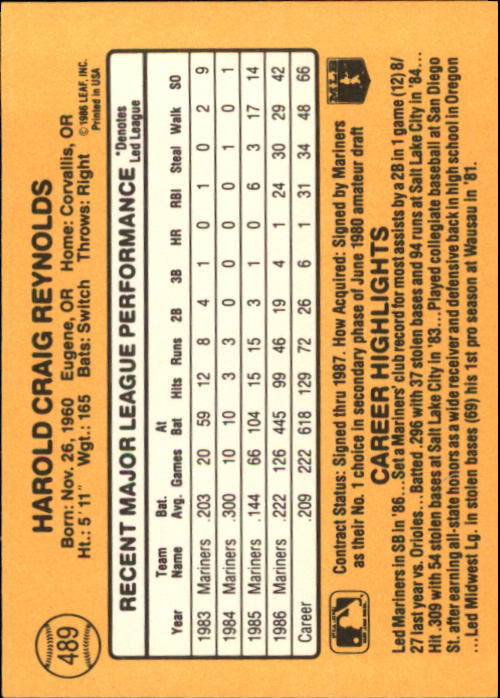 489
HAROLD CRAIG REYNOLDS
Born: Nov. 26, 1960 Eugene, OR Home: Corvallis, OR
Ht.: 5'11" Wgt.: 165 Bats: Switch Throws: Right
© 1986 LEAF, INC.
Printed in USA
RECENT MAJOR LEAGUE PERFORMANCE
*Denotes
Led League
Year Team Name Bat. Avg. Games At Bat Hits Runs 2B 3B HR RBI Steal Walk SO
1983 Mariners .203 20 59 12 8 4 1 0 1 0 2 9
1984 Mariners .300 10 10 3 3 0 0 0 0 1 0 1
1985 Mariners .144 66 104 15 15 3 1 0 6 3 17 14
1986 Mariners .222 126 445 99 46 19 4 1 24 30 29 42
Career .209 222 618 129 72 26 6 1 31 34 48 66
Contract Status: Signed thru 1987. How Acquired: Signed by Mariners
as their No. 1 choice in secondary phase of June 1980 amateur draft
CAREER HIGHLIGHTS
Led Mariners in SB in '86...Set a Mariners' club record for most assists by a 2B in 1 game (12) 8/
27 last year vs. Orioles...Batted .296 with 37 stolen bases and 94 runs at Salt Lake City in '84...
Hit .309 with 54 stolen bases at Salt Lake City in '83...Played collegiate baseball at San Diego
St. after earning all-state honors as a wide receiver and defensive back in high school in Oregon
...Led Midwest Lg. in stolen bases (69) his 1st pro season at Wausau in '81.